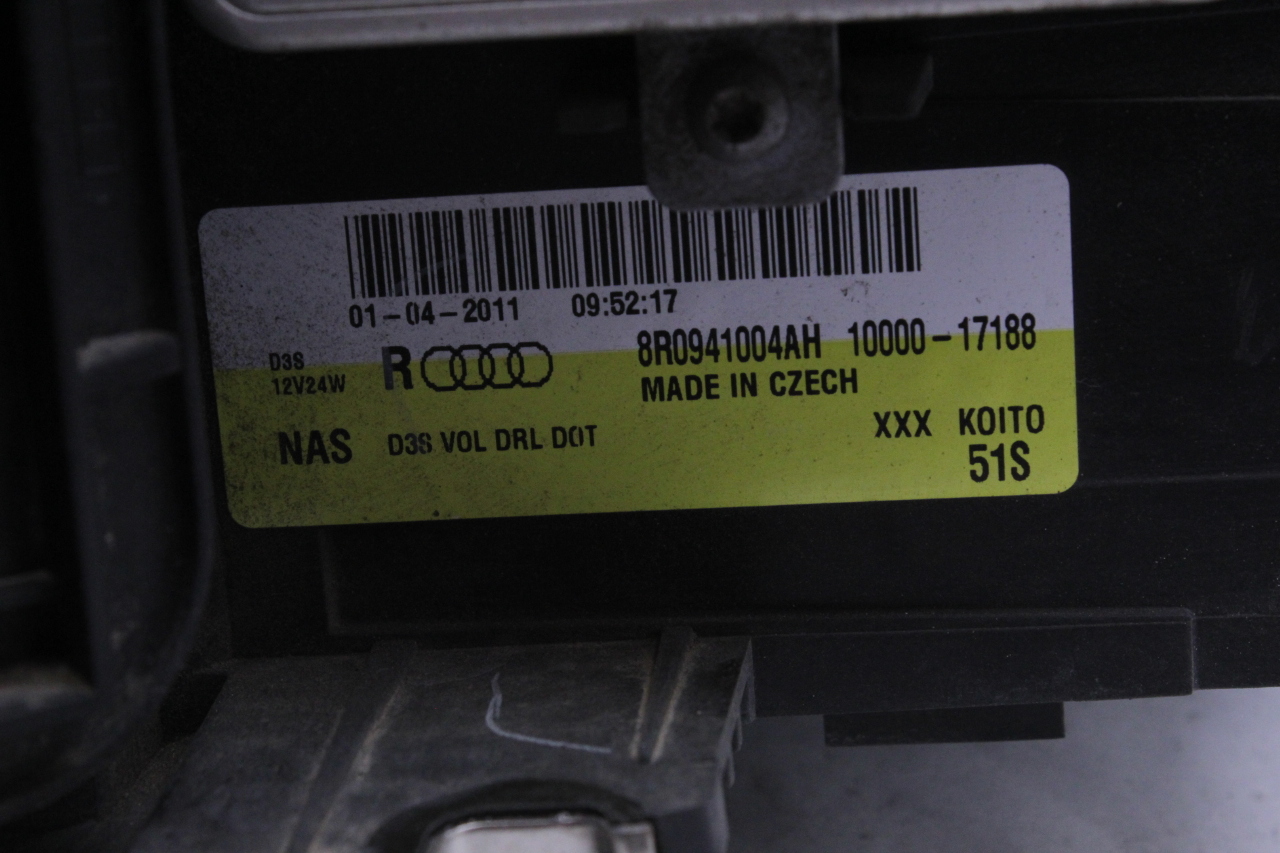 01-04-2011 09:52:17
8R0941004AH 10000-17188
D3S
12V24W
R
MADE IN CZECH
NAS D3S VOL DRL DOT
XXX KOITO
51S